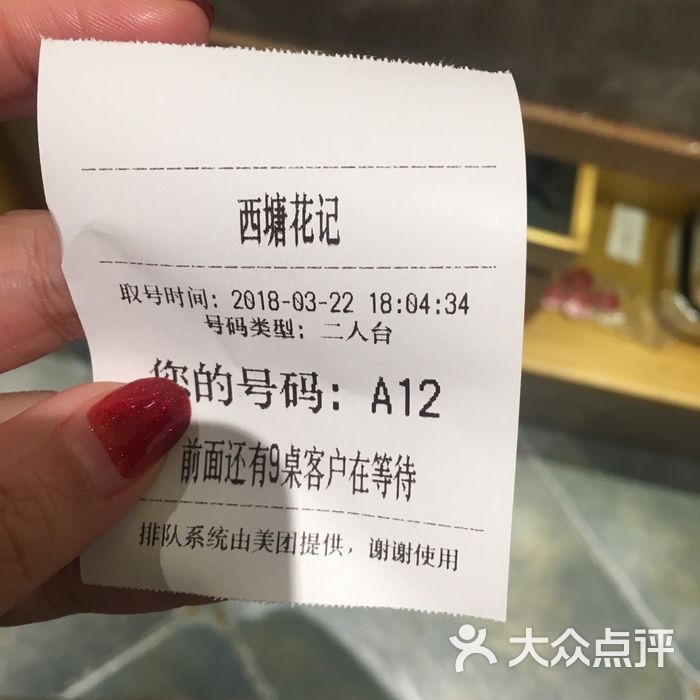 西塘花记
取号时间: 2018-03-22 18:04:34
号码类型: 二人台
您的号码: A12
前面还有9桌客户在等待
排队系统由美团提供，谢谢使用
大众点评